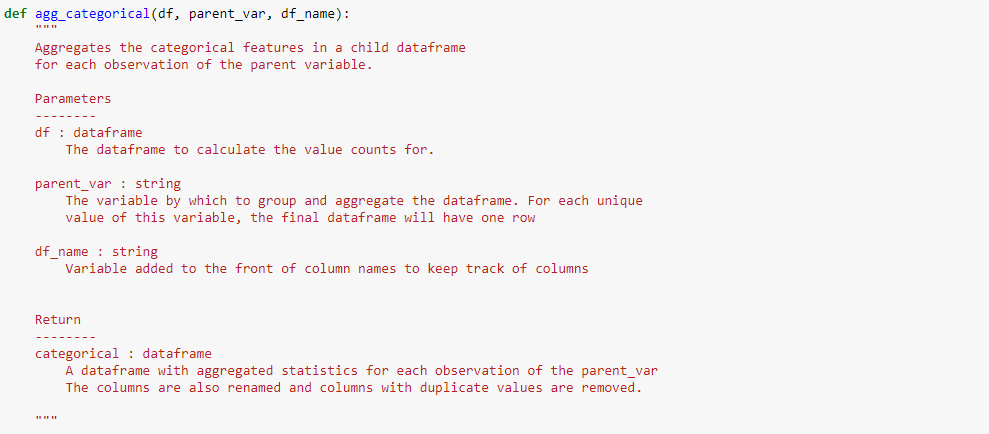 def agg_categorical(df, parent_var, df_name):
"""
Aggregates the categorical features in a child dataframe
for each observation of the parent variable.
Parameters
--------
df : dataframe
The dataframe to calculate the value counts for.
parent_var : string
The variable by which to group and aggregate the dataframe. For each unique
value of this variable, the final dataframe will have one row
df_name : string
Variable added to the front of column names to keep track of columns
Return
--------
categorical : dataframe
A dataframe with aggregated statistics for each observation of the parent_var
The columns are also renamed and columns with duplicate values are removed.
"""